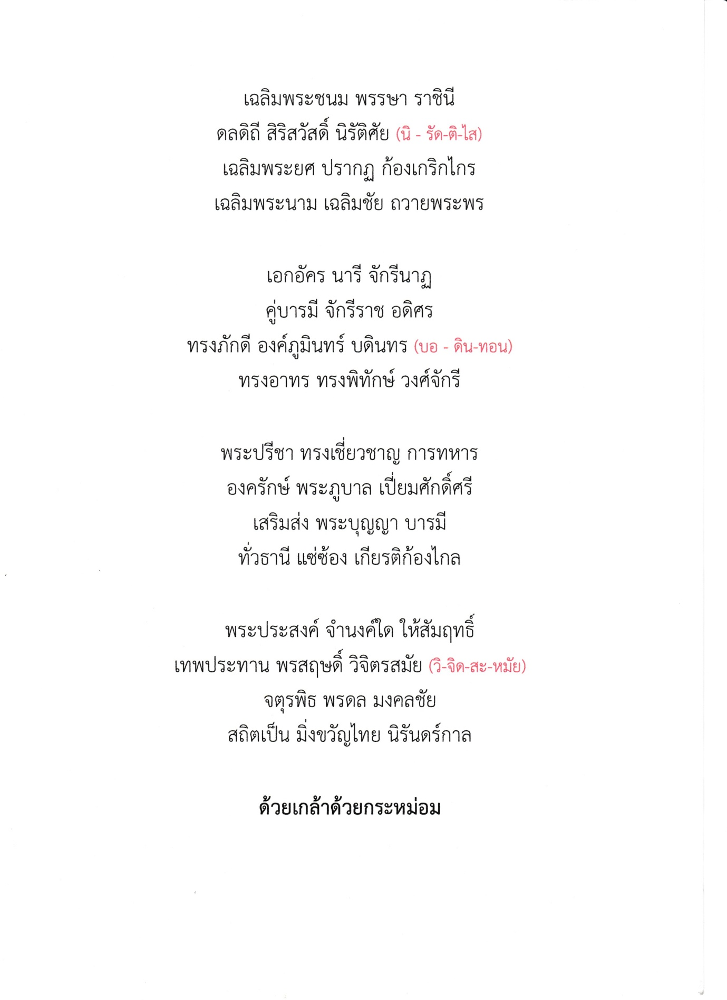 เฉลิมพระชนม พรรษา ราชินี
ดลดิถี สิริสวัสดิ์ นิรัติศัย (นิ - รัด-ติ-ไส)
เฉลิมพระยศ ปรากฏ ก้องเกริกไกร
เฉลิมพระนาม เฉลิมชัย ถวายพระพร
เอกอัคร นารี จักรีนาฏ
คู่บารมี จักรีราช อดิศร
ทรงภักดี องค์ภูมินทร์ บดินทร (บอ - ดิน-ทอน)
ทรงอาทร ทรงพิทักษ์ วงศ์จักรี
พระปรีชา ทรงเชี่ยวชาญ การทหาร
องครักษ์ พระภูบาล เปี่ยมศักดิ์ศรี
เสริมส่ง พระบุญญา บารมี
ทั่วธานี แซ่ซ้อง เกียรติก้องไกล
พระประสงค์ จำนงค์ใด ให้สัมฤทธิ์
เทพประทาน พรสฤษดิ์ วิจิตรสมัย (วิ-จิด-สะ-หมัย)
จตุรพิธ พรดล มงคลชัย
สถิตเป็น มิ่งขวัญไทย นิรันดร์กาล
ด้วยเกล้าด้วยกระหม่อม